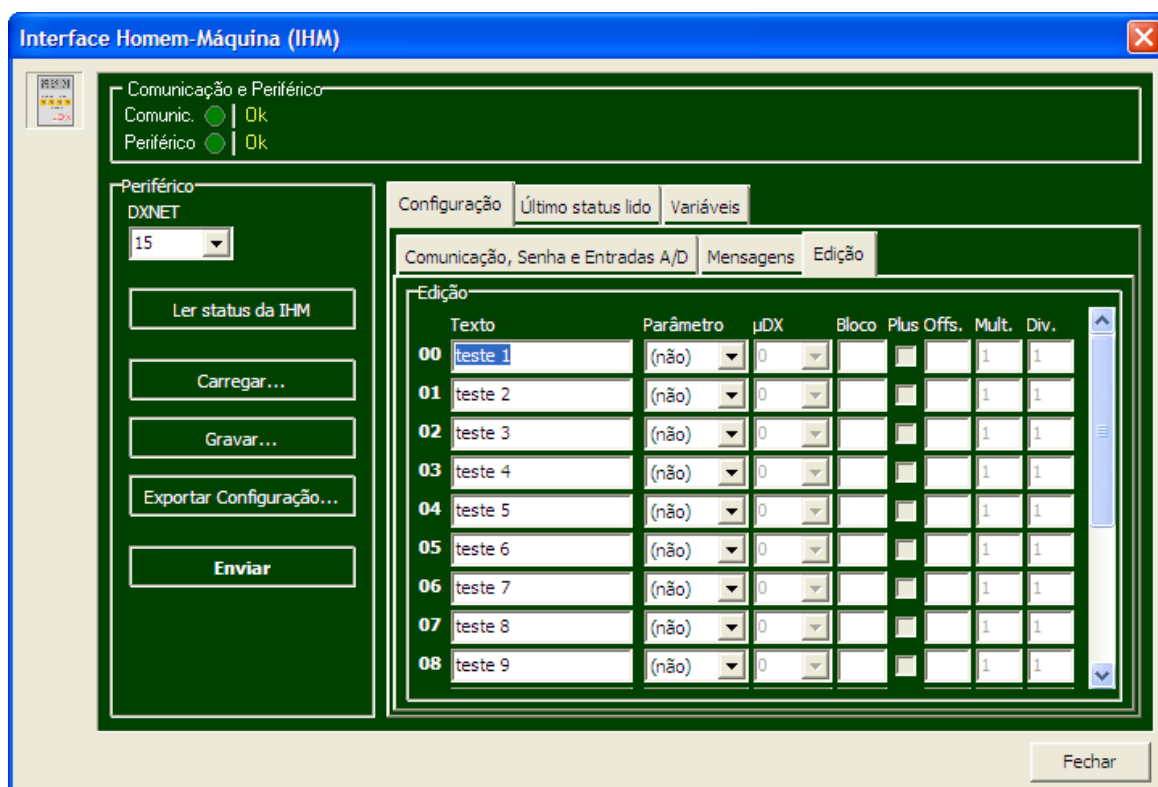 Interface Homem-Máquina (IHM)
Comunicação e Periférico
Comunic. Ok
Periférico Ok
Periférico
DXNET
15
Ler status da IHM
Carregar...
Gravar...
Exportar Configuração...
Enviar
Configuração Último status lido Variáveis
Comunicação, Senha e Entradas A/D Mensagens Edição
Edição
Texto Parâmetro µDX Bloco Plus Offs. Mult. Div.
00 teste 1 (não) 0 1 1
01 teste 2 (não) 0 1 1
02 teste 3 (não) 0 1 1
03 teste 4 (não) 0 1 1
04 teste 5 (não) 0 1 1
05 teste 6 (não) 0 1 1
06 teste 7 (não) 0 1 1
07 teste 8 (não) 0 1 1
08 teste 9 (não) 0 1 1
Fechar